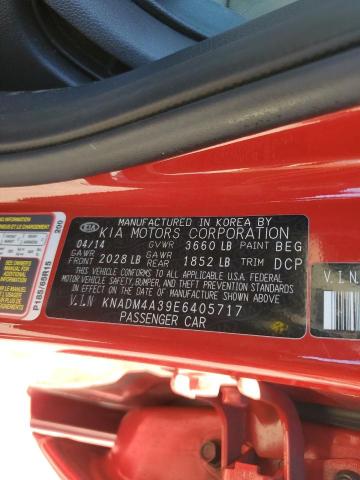 MANUFACTURED IN KOREA BY
KIA KIA MOTORS CORPORATION
04/14 GVWR 3660 LB PAINT BEG
GAWR FRONT 2028 LB GAWR REAR 1852 LB TRIM DCP
THIS VEHICLE CONFORMS TO ALL APPLICABLE U.S.A. FEDERAL
MOTOR VEHICLE SAFETY, BUMPER, AND THEFT PREVENTION
STANDARDS IN EFFECT ON THE DATE OF MANUFACTURE SHOWN ABOVE.
V.I.N KNADM4A39E6405717
PASSENGER CAR
P185/65R15
200
V.I.N